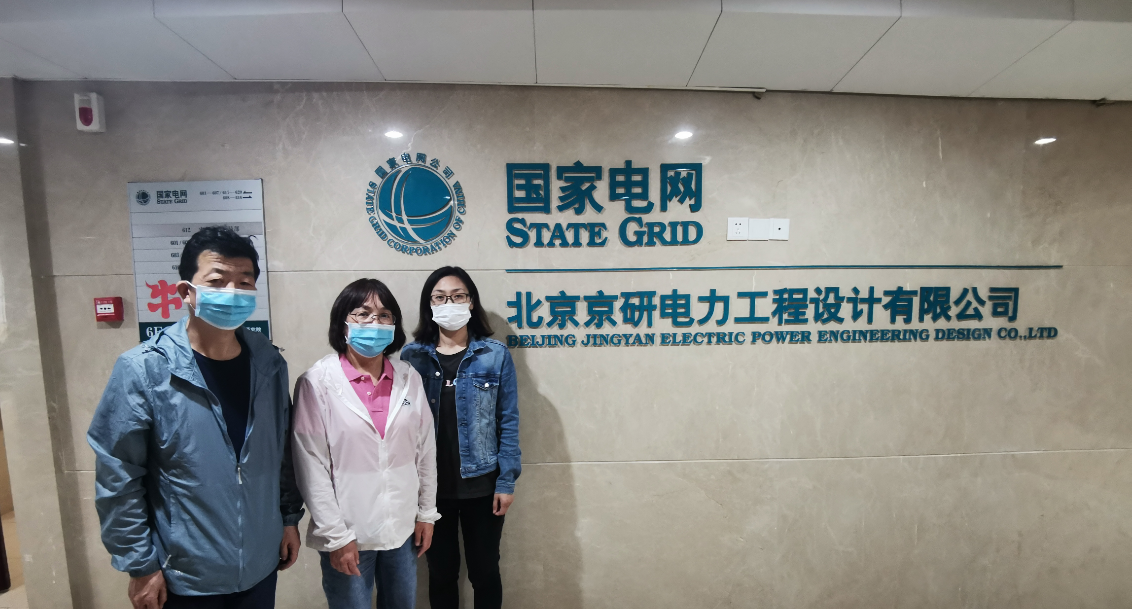 国家电网
STATE GRID
国家电网公司
STATE GRID CORPORATION OF CHINA
国家电网
STATE GRID
北京京研电力工程设计有限公司
BEIJING JINGYAN ELECTRIC POWER ENGINEERING DESIGN CO.,LTD
612